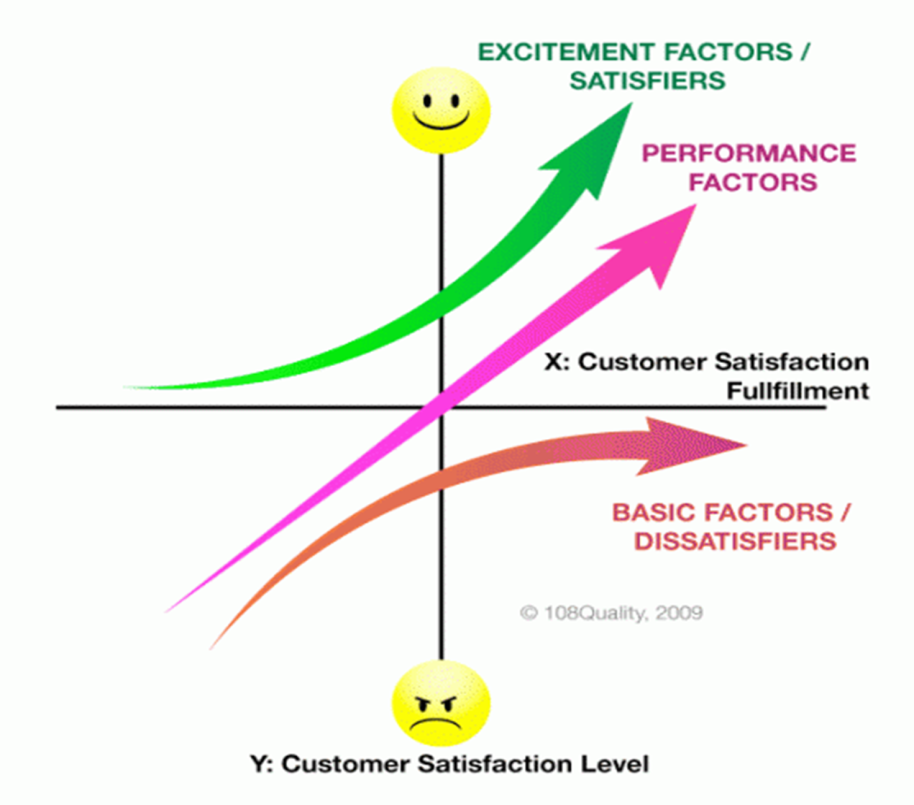 EXCITEMENT FACTORS /
SATISFIERS
PERFORMANCE
FACTORS
X: Customer Satisfaction
Fullfillment
BASIC FACTORS /
DISSATISFIERS
© 108Quality, 2009
Y: Customer Satisfaction Level